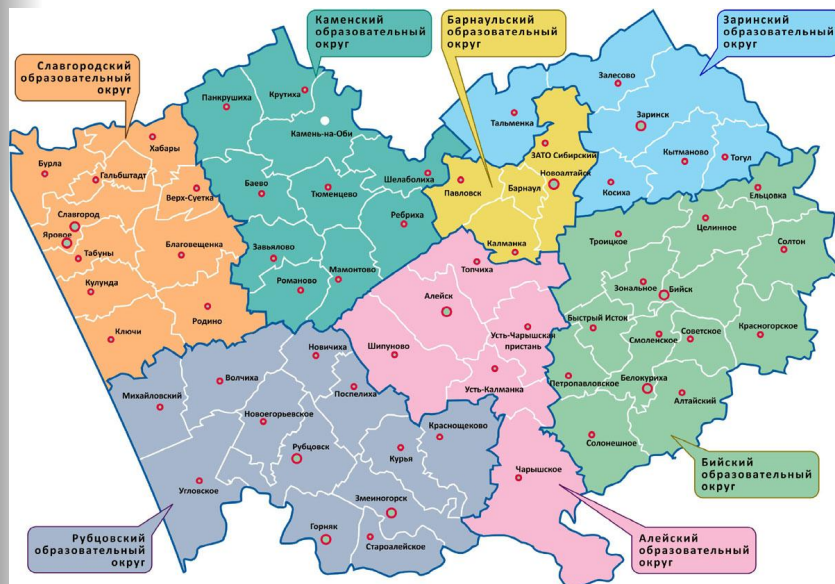 Каменский
образовательный
округ
Барнаульский
образовательный
округ
Заринский
образовательный
округ
Славгородский
образовательный
округ
Залесово
Крутиха
Панкрушиха
Тальменка
Заринск
Камень-на-Оби
Хабары
ЗАТО Сибирский
Кытманово
Тогул
Бурла
Гальбштадт
Шелаболиха
Новоалтайск
Павловск
Барнаул
Косиха
Баево
Тюменцево
Верх-Суетка
Ельцовка
Славгород
Ребриха
Целинное
Яровое
Троицкое
Солтон
Благовещенка
Калманка
Табуны
Завьялово
Топчиха
Мамонтово
Кулунда
Романово
Зональное
Бийск
Алейск
Родино
Быстрый Исток
Ключи
Усть-Чарышская
пристань
Смоленское
Советское
Красногорское
Новичиха
Шипуново
Усть-Калманка
Петропавловское
Белокуриха
Волчиха
Михайловский
Поспелиха
Алтайский
Новоегорьевское
Краснощеково
Солонешное
Рубцовск
Курья
Чарышское
Угловское
Змеиногорск
Горняк
Староалейское
Рубцовский
образовательный
округ
Алейский
образовательный
округ
Бийский
образовательный
округ